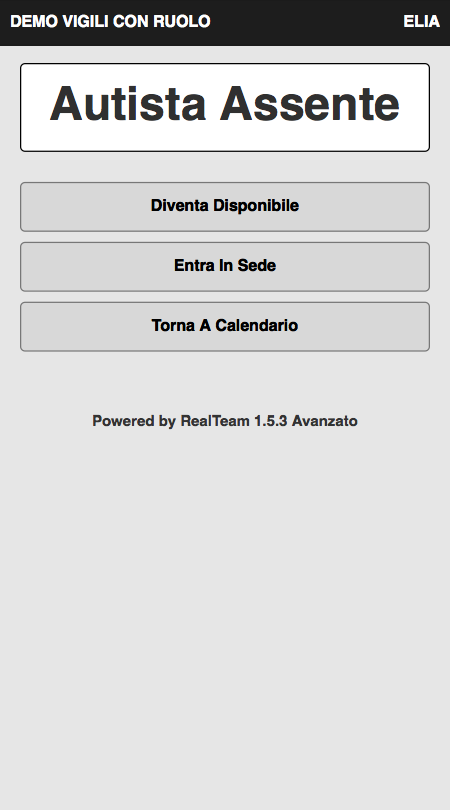 DEMO VIGILI CON RUOLO ELIA
Autista Assente
Diventa Disponibile
Entra In Sede
Torna A Calendario
Powered by RealTeam 1.5.3 Avanzato